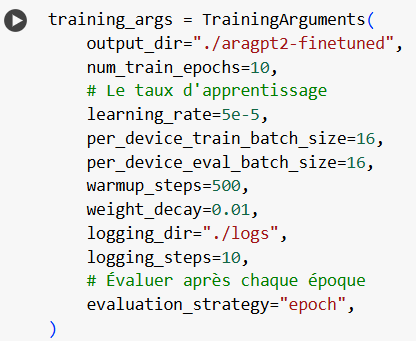 training_args = TrainingArguments(
output_dir="./aragpt2-finetuned",
num_train_epochs=10,
# Le taux d'apprentissage
learning_rate=5e-5,
per_device_train_batch_size=16,
per_device_eval_batch_size=16,
warmup_steps=500,
weight_decay=0.01,
logging_dir="./logs",
logging_steps=10,
# Évaluer après chaque époque
evaluation_strategy="epoch",
)